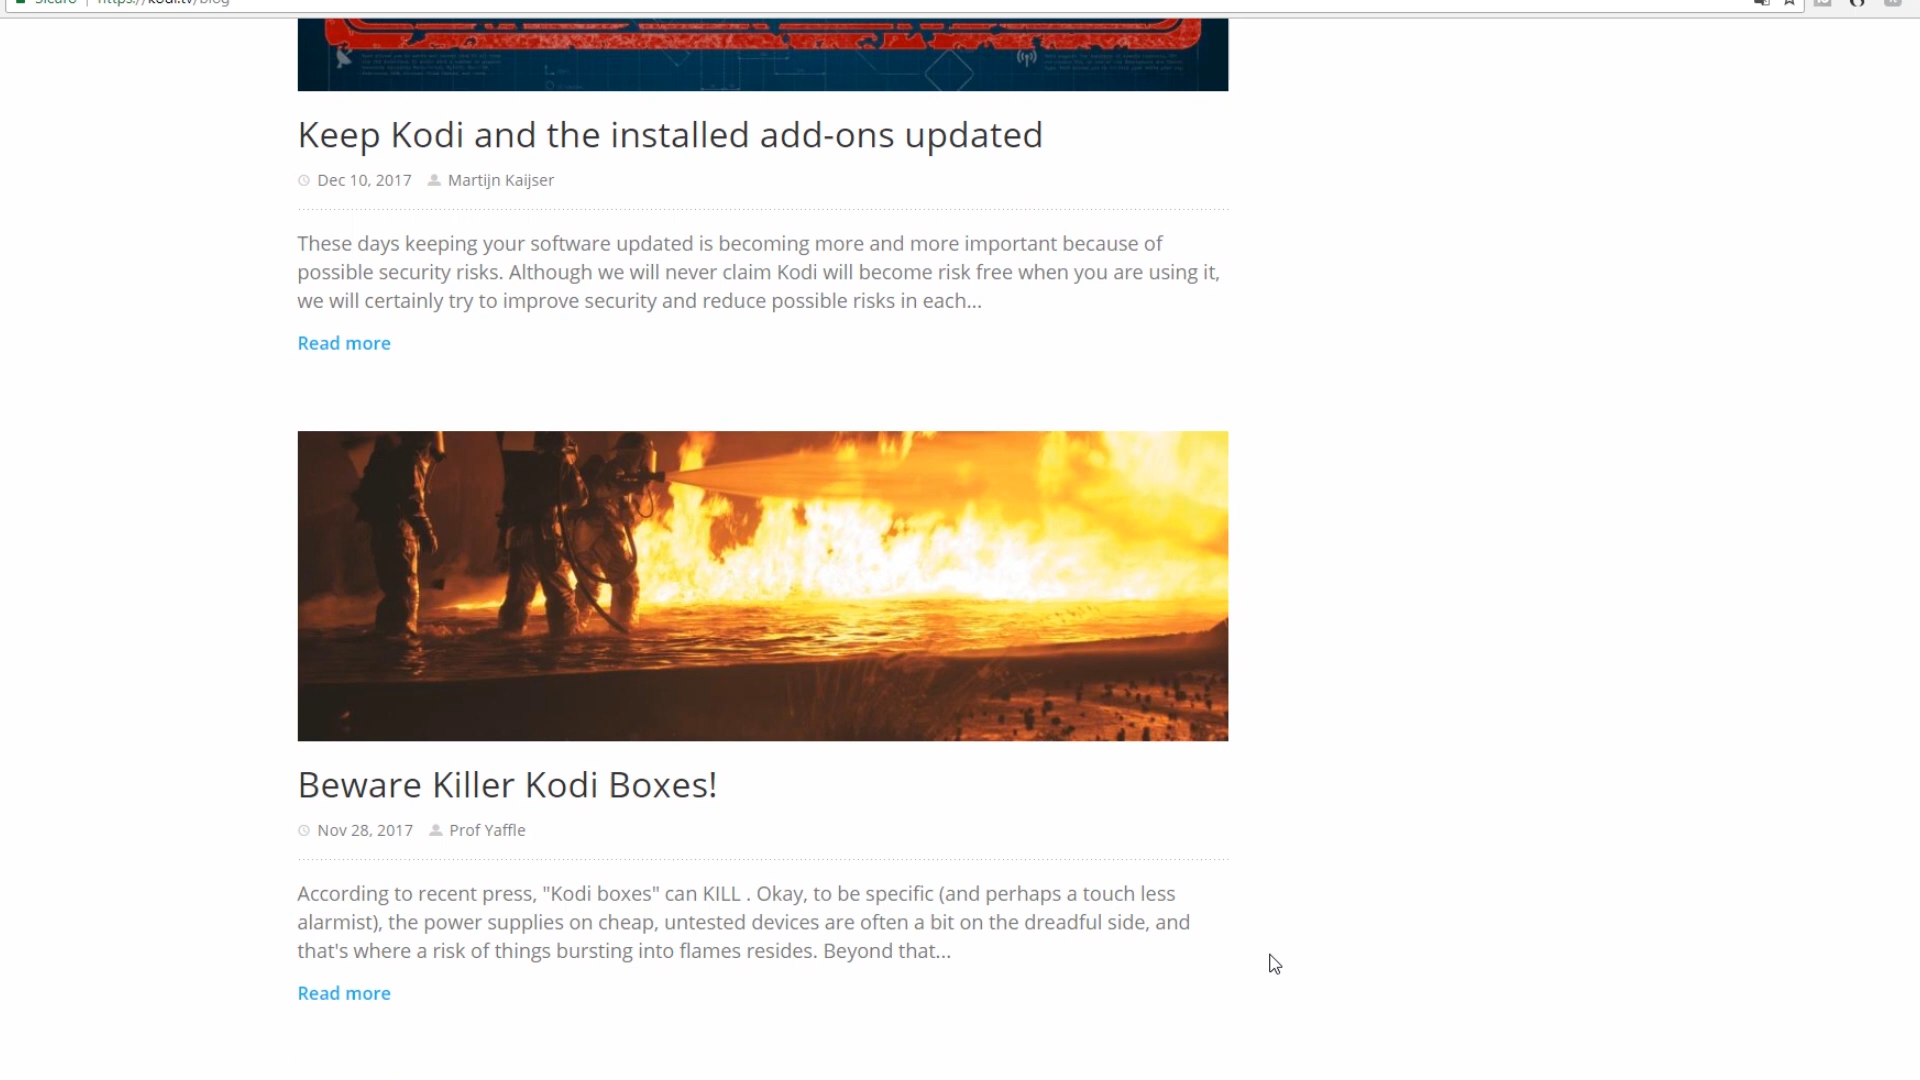 Sicuro | https://kodi.tv/blog
Keep Kodi and the installed add-ons updated
Dec 10, 2017 Martijn Kaijser
These days keeping your software updated is becoming more and more important because of
possible security risks. Although we will never claim Kodi will become risk free when you are using it,
we will certainly try to improve security and reduce possible risks in each...
Read more
Beware Killer Kodi Boxes!
Nov 28, 2017 Prof Yaffle
According to recent press, "Kodi boxes" can KILL . Okay, to be specific (and perhaps a touch less
alarmist), the power supplies on cheap, untested devices are often a bit on the dreadful side, and
that's where a risk of things bursting into flames resides. Beyond that...
Read more